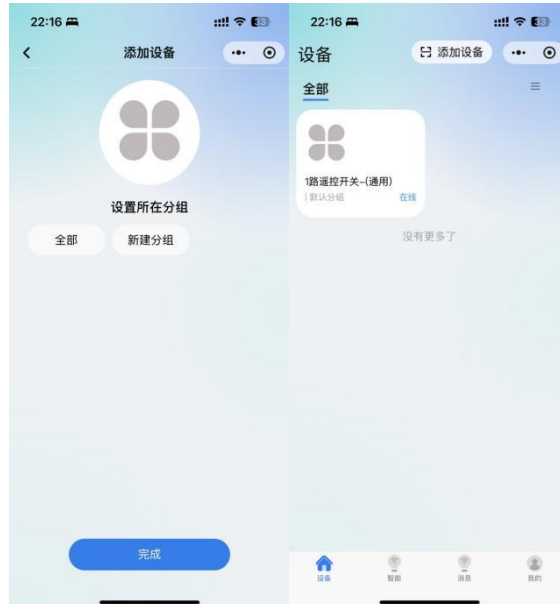 22:16
添加设备
设置所在分组
全部
新建分组
完成
22:16
设备
添加设备
全部
1路遥控开关-(通用)
默认分组
在线
没有更多了
设备
智能
消息
我的